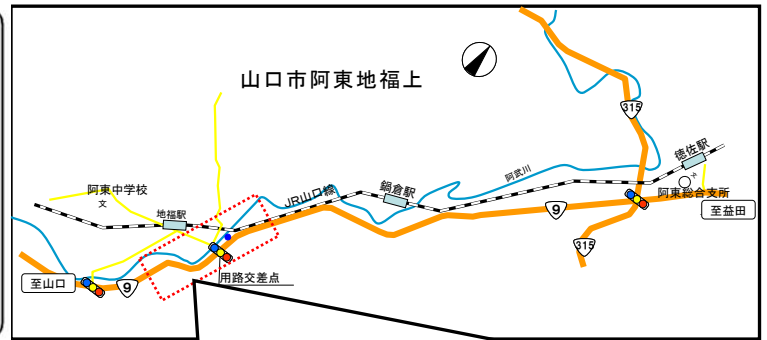 山口市阿東地福上
315
徳佐駅
阿武川
鍋倉駅
JR山口線
阿東中学校
文
地福駅
阿東総合支所
至益田
9
315
用路交差点
至山口
9